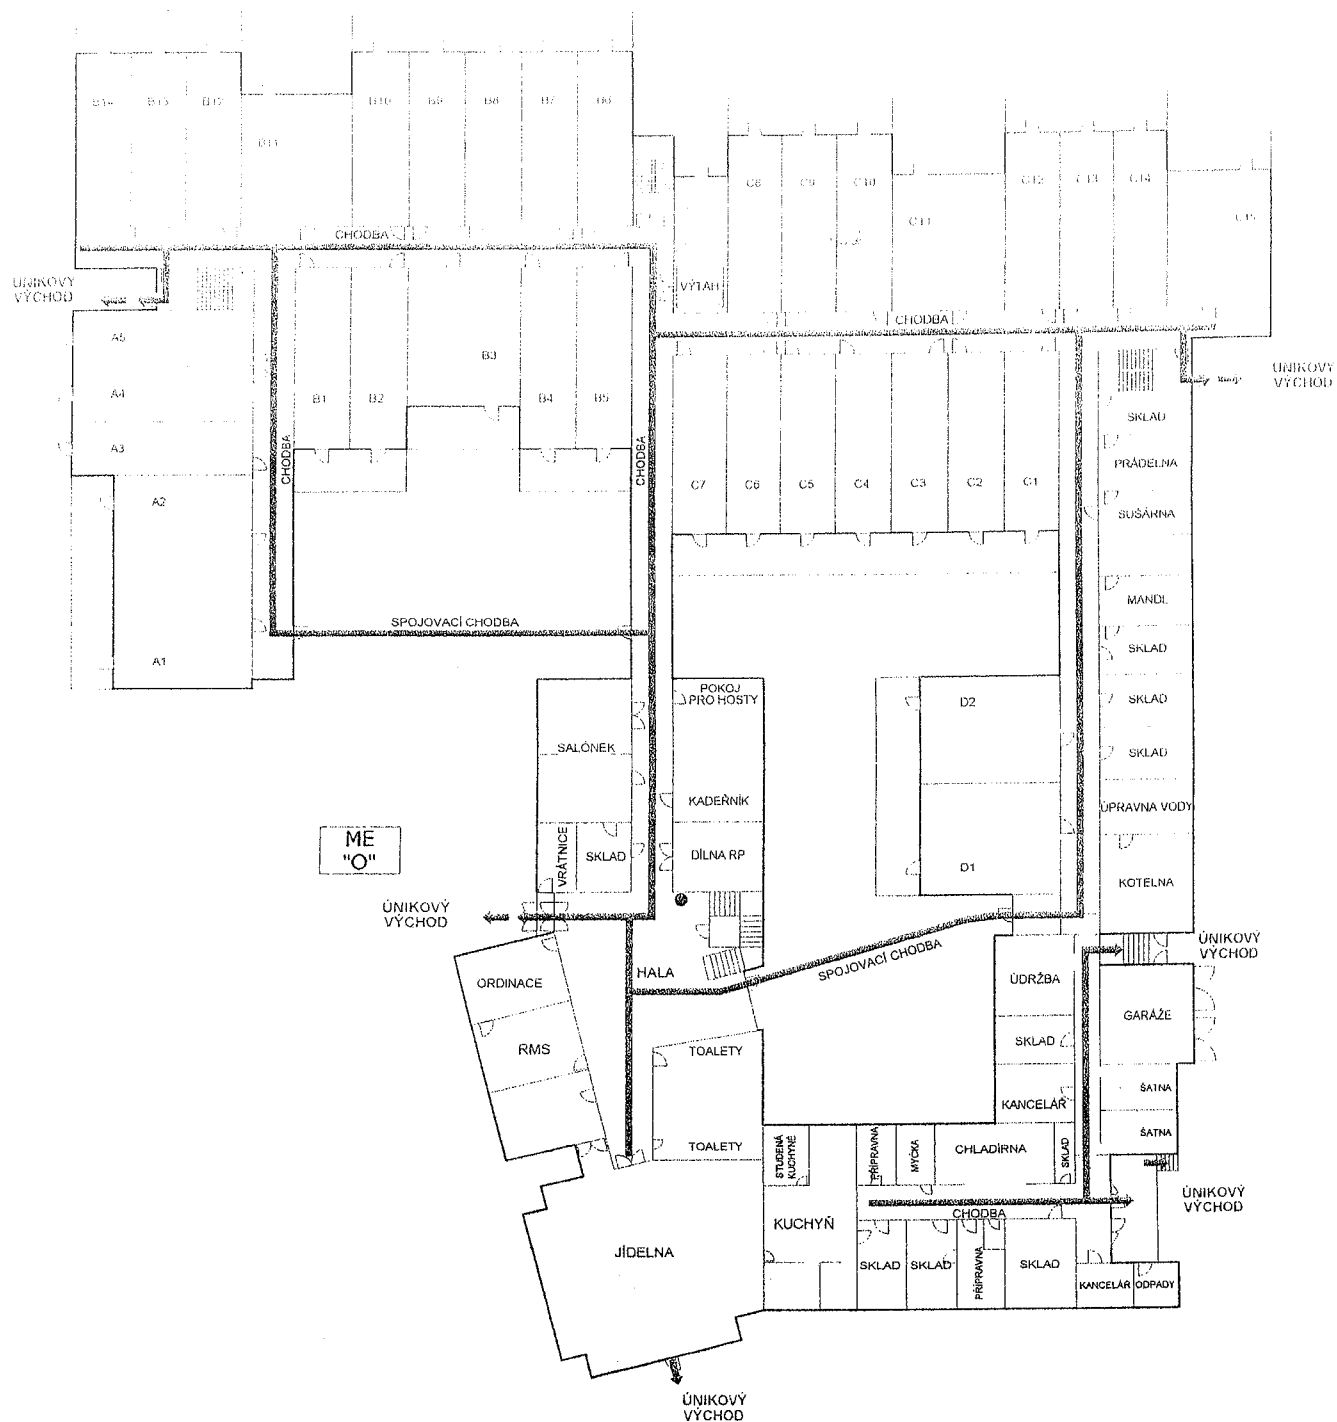 B14
B13
B12
B11
B10
B9
B8
B7
B6
C8
C9
C10
C11
C12
C13
C14
C15
CHODBA
ÚNIKOVÝ
VÝCHOD
VÝTAH
CHODBA
A5
A4
A3
A2
A1
B1
B2
B3
B4
B5
CHODBA
CHODBA
ÚNIKOVÝ
VÝCHOD
C7
C6
C5
C4
C3
C2
C1
SKLAD
PRÁDELNA
SUŠÁRNA
MANDL
SKLAD
SKLAD
SKLAD
ÚPRAVNA VODY
KOTELNA
SPOJOVACÍ CHODBA
POKOJ
PRO HOSTY
SALÓNEK
KADEŘNÍK
VRÁTNICE
SKLAD
DÍLNA RP
D2
D1
ME
"O"
ÚNIKOVÝ
VÝCHOD
HALA
SPOJOVACÍ CHODBA
ORDINACE
RMS
TOALETY
TOALETY
ÚDRŽBA
SKLAD
KANCELÁŘ
ÚNIKOVÝ
VÝCHOD
GARÁŽE
ŠATNA
ŠATNA
STUDENÁ
KUCHYNĚ
PŘÍPRAVNA
MYČKA
CHLADÍRNA
SKLAD
ÚNIKOVÝ
VÝCHOD
CHODBA
KUCHYŇ
JÍDELNA
SKLAD
SKLAD
PŘÍPRAVNA
SKLAD
KANCELÁŘ
ODPADY
ÚNIKOVÝ
VÝCHOD